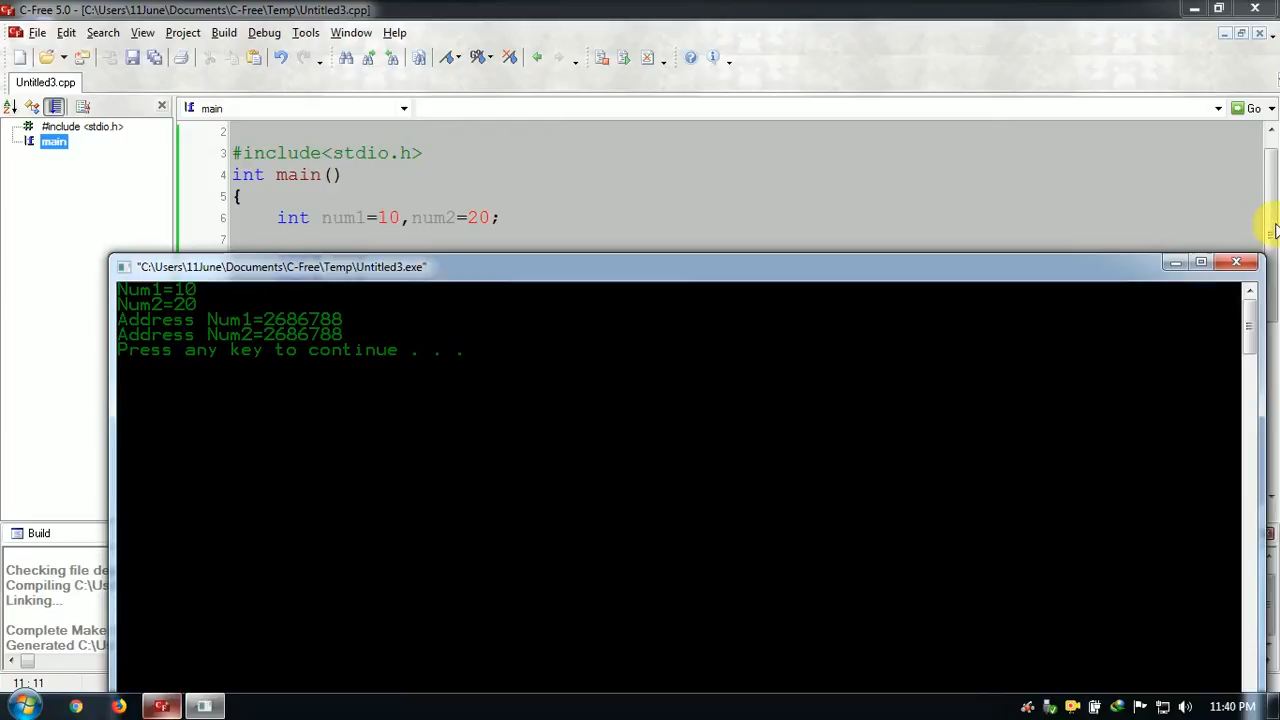 C-Free 5.0 - [C:\Users\11June\Documents\C-Free\Temp\Untitled3.cpp]
File Edit Search View Project Build Debug Tools Window Help
Untitled3.cpp
main
Go
#include <stdio.h>
main
2
3 #include<stdio.h>
4 int main()
5 {
6 int num1=10,num2=20;
7
"C:\Users\11June\Documents\C-Free\Temp\Untitled3.exe"
Num1=10
Num2=20
Address Num1=2686788
Address Num2=2686788
Press any key to continue . . .
Build
Checking file de
Compiling C:\Us
Linking...
Complete Make
Generated C:\U
11 : 11
11:40 PM